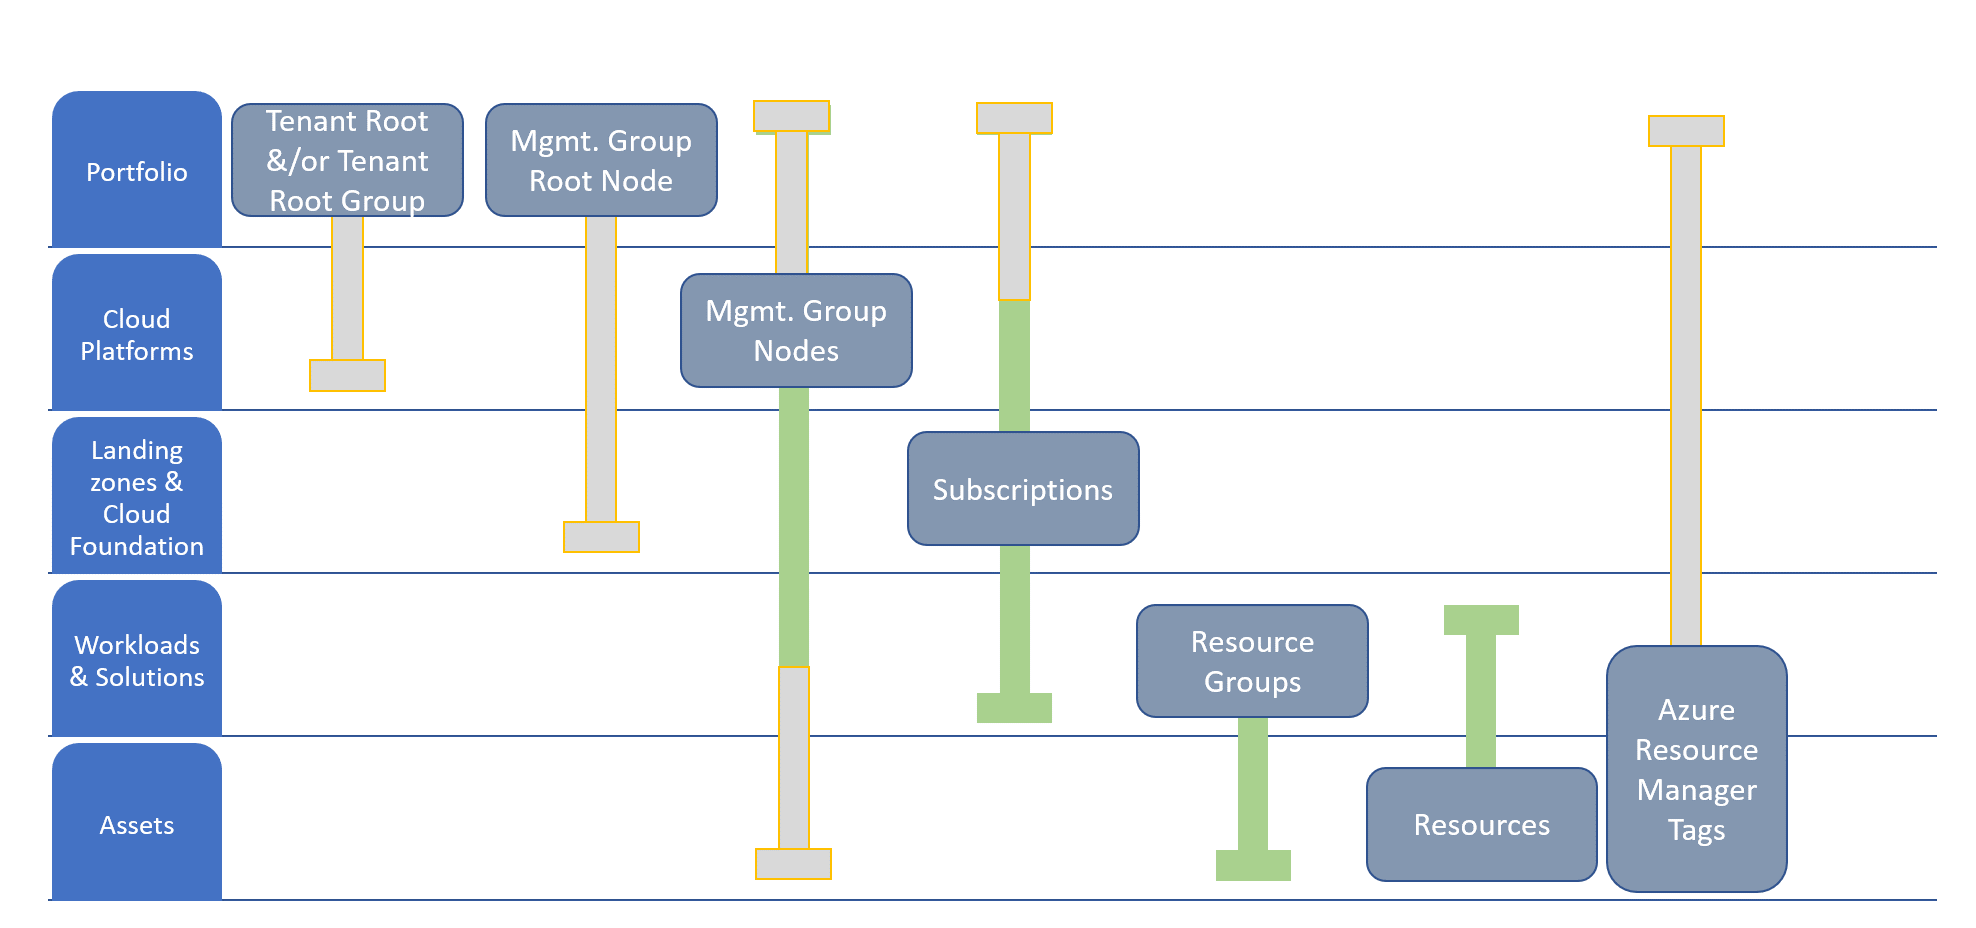 Portfolio
Tenant Root
&/or Tenant
Root Group
Mgmt. Group
Root Node
Cloud
Platforms
Mgmt. Group
Nodes
Landing
zones &
Cloud
Foundation
Subscriptions
Workloads
& Solutions
Resource
Groups
Azure
Resource
Manager
Tags
Assets
Resources